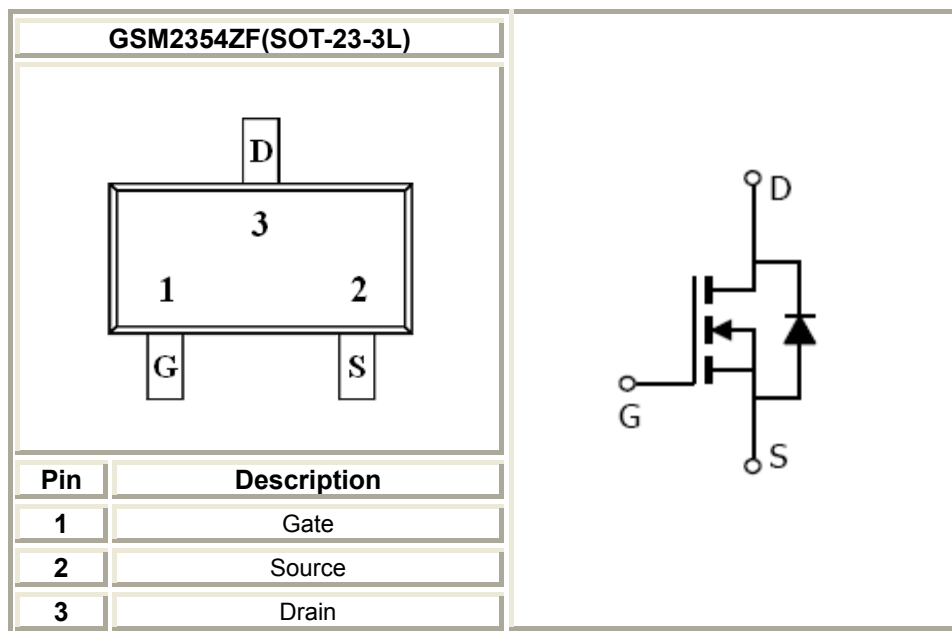 GSM2354ZF(SOT-23-3L)
D
3
1 2
G S
Pin Description
1 Gate
2 Source
3 Drain
D
G
S